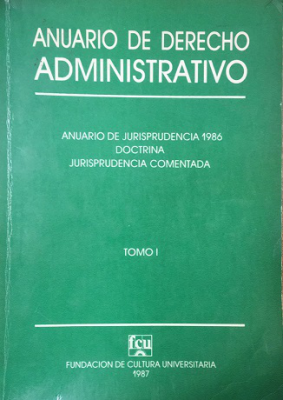 ANUARIO DE DERECHO
ADMINISTRATIVO
ANUARIO DE JURISPRUDENCIA 1986
DOCTRINA
JURISPRUDENCIA COMENTADA
TOMO I
fcu
FUNDACION DE CULTURA UNIVERSITARIA
1987